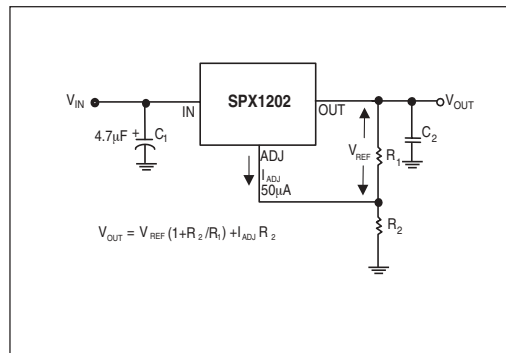 SPX1202
V_IN
IN
OUT
V_OUT
4.7µF + C_1
ADJ
I_ADJ
50µA
V_REF
R_1
C_2
R_2
V_OUT = V_REF (1+R_2/R_1) +I_ADJ R_2